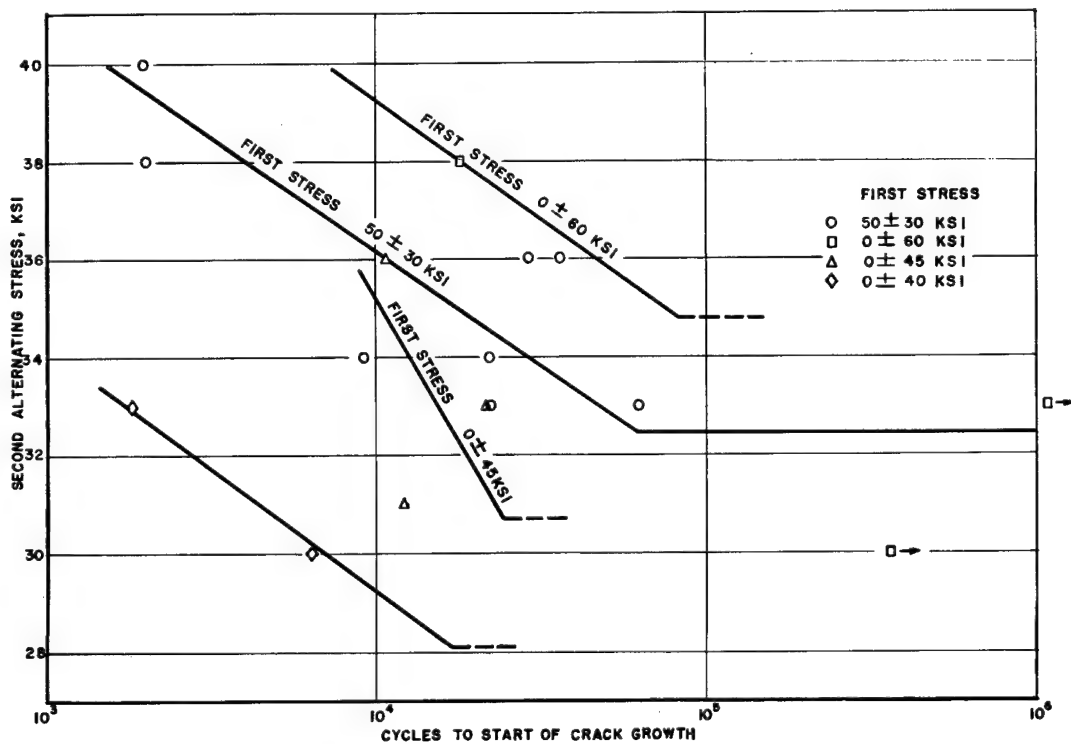 40
38
36
34
32
30
28
SECOND ALTERNATING STRESS, KSI
10³
10⁴
10⁵
10⁶
CYCLES TO START OF CRACK GROWTH
FIRST STRESS 50 ± 30 KSI
FIRST STRESS 0 ± 60 KSI
FIRST STRESS 0 ± 45 KSI
FIRST STRESS
50 ± 30 KSI
0 ± 60 KSI
0 ± 45 KSI
0 ± 40 KSI